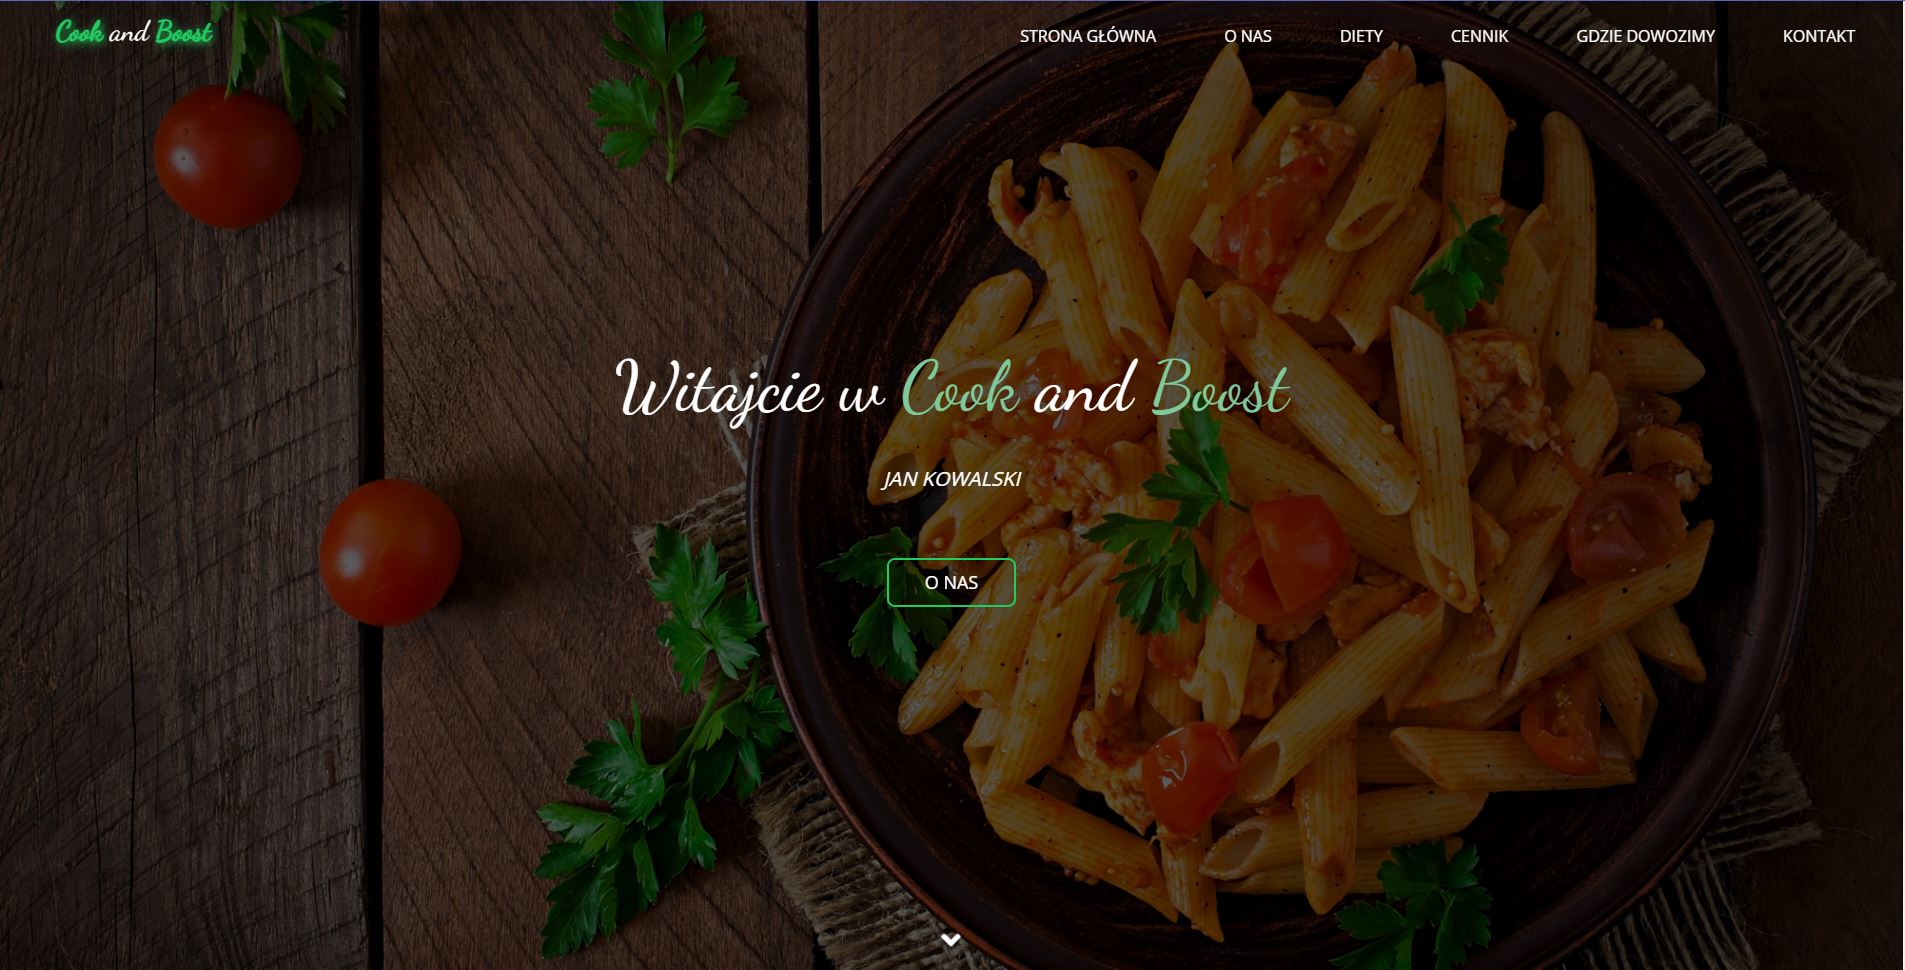 Cook and Boost
STRONA GŁÓWNA O NAS DIETY CENNIK GDZIE DOWOZIMY KONTAKT
Witajcie w Cook and Boost
JAN KOWALSKI
O NAS